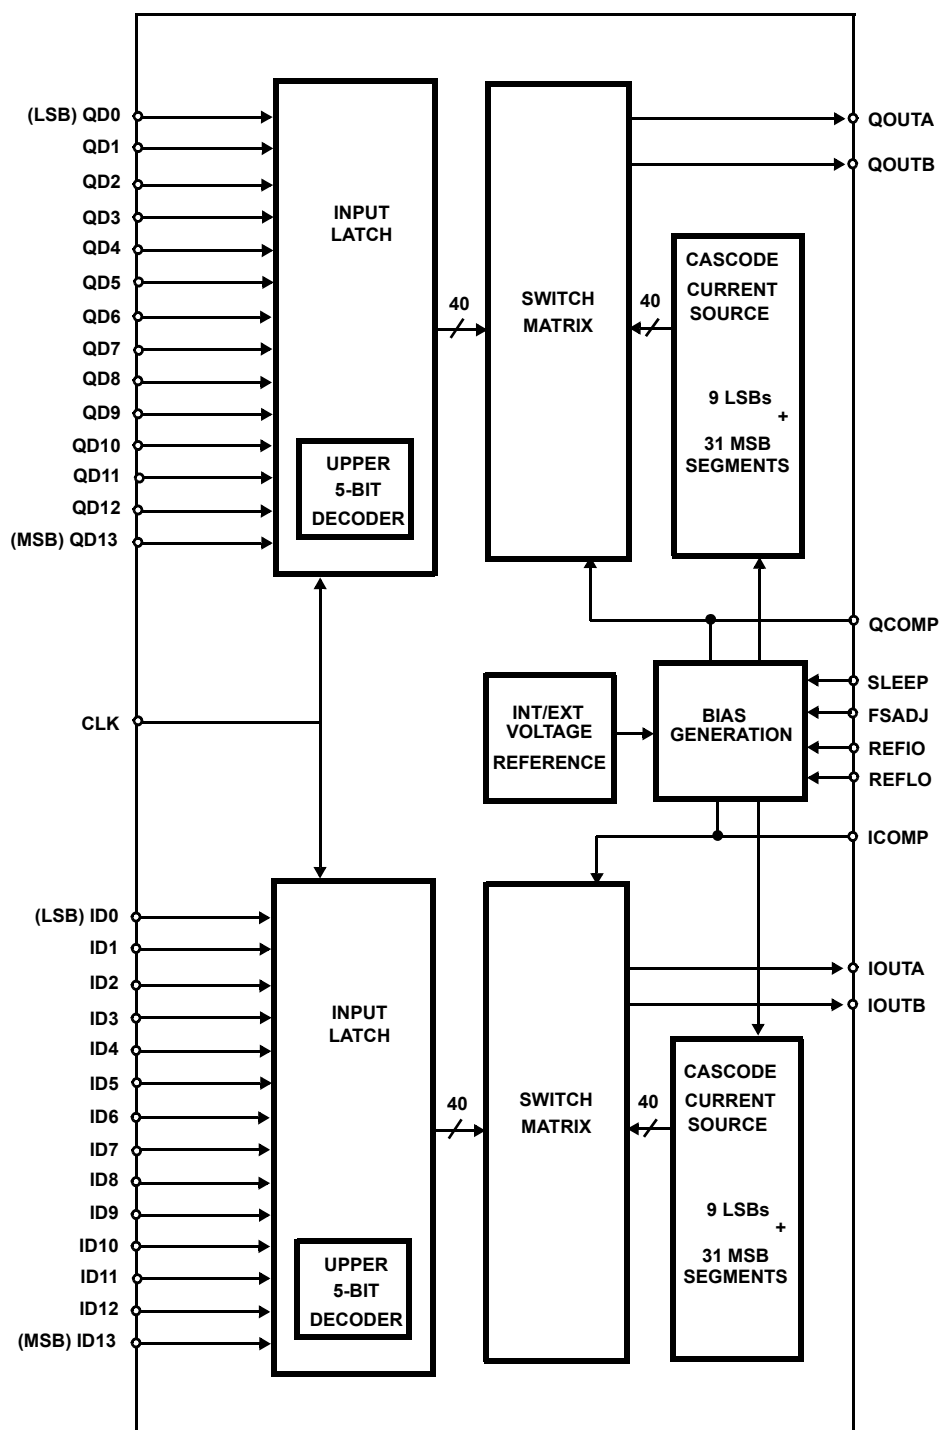 (LSB) QD0
QD1
QD2
QD3
QD4
QD5
QD6
QD7
QD8
QD9
QD10
QD11
QD12
(MSB) QD13
INPUT
LATCH
UPPER
5-BIT
DECODER
40
SWITCH
MATRIX
40
CASCODE
CURRENT
SOURCE
9 LSBs
+
31 MSB
SEGMENTS
QOUTA
QOUTB
QCOMP
SLEEP
FSADJ
REFIO
REFLO
ICOMP
CLK
INT/EXT
VOLTAGE
REFERENCE
BIAS
GENERATION
(LSB) ID0
ID1
ID2
ID3
ID4
ID5
ID6
ID7
ID8
ID9
ID10
ID11
ID12
(MSB) ID13
INPUT
LATCH
UPPER
5-BIT
DECODER
40
SWITCH
MATRIX
40
CASCODE
CURRENT
SOURCE
9 LSBs
+
31 MSB
SEGMENTS
IOUTA
IOUTB